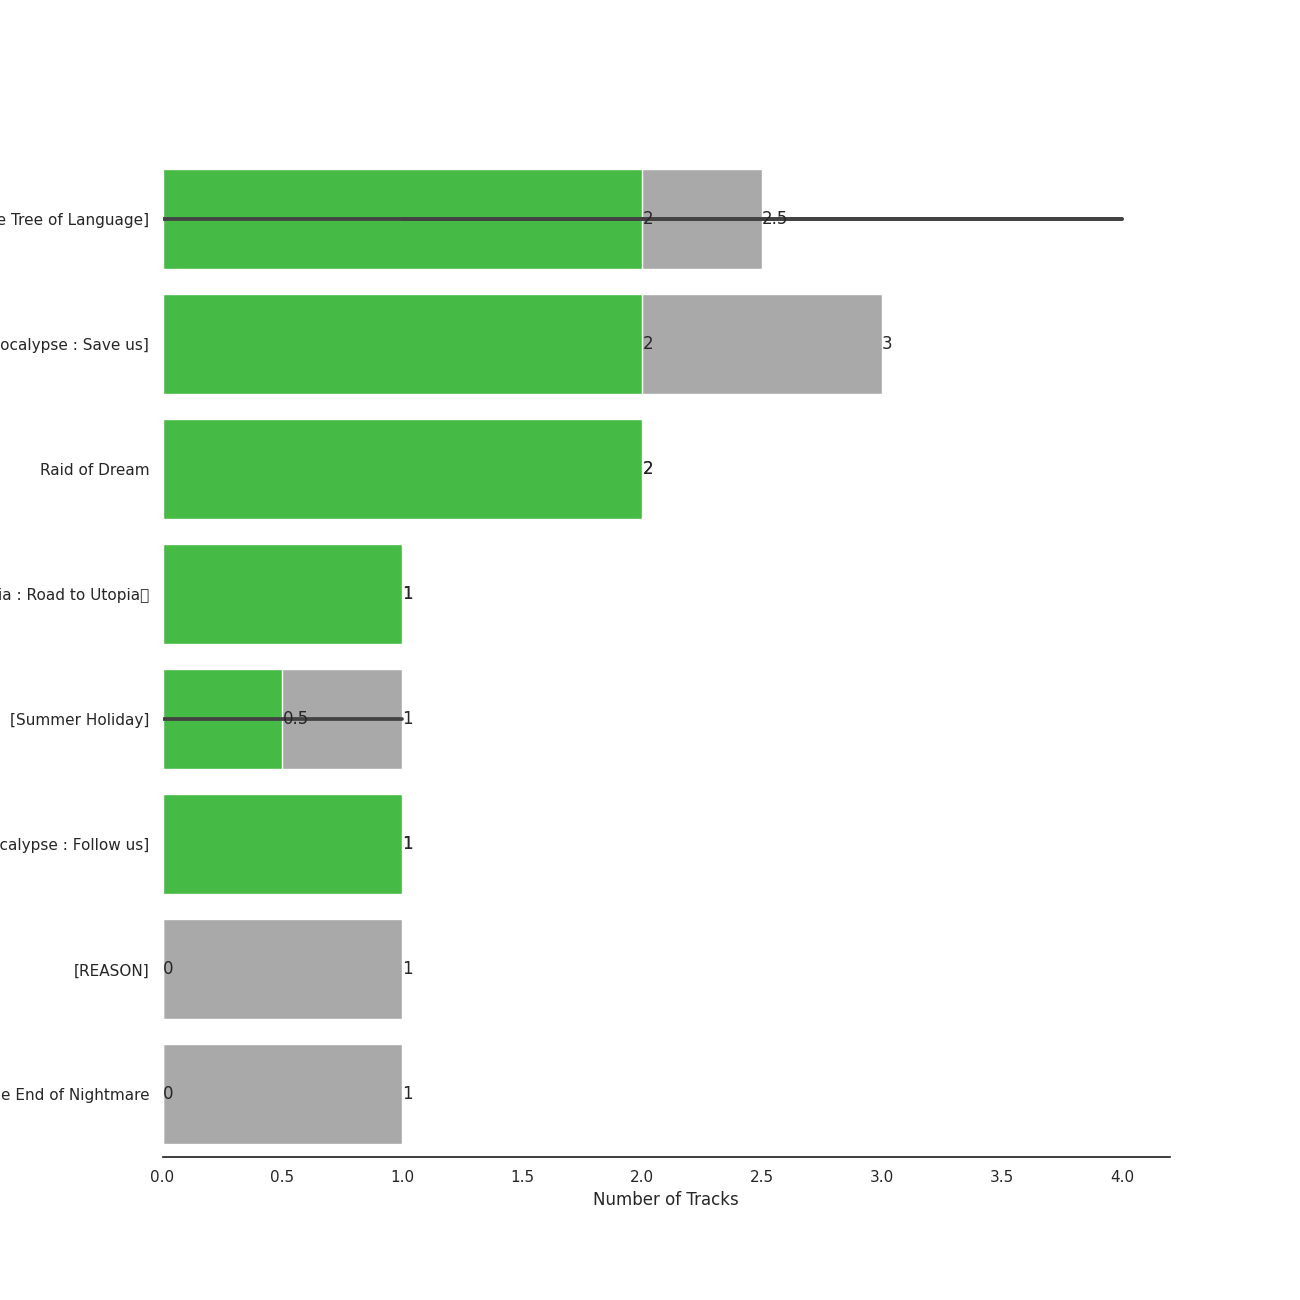 e Tree of Language] 2 2.5
ocalypse : Save us] 2 3
Raid of Dream 2
ia : Road to Utopia 1
[Summer Holiday] 0.5 1
calypse : Follow us] 1
[REASON] 0 1
e End of Nightmare 0 1
0.0 0.5 1.0 1.5 2.0 2.5 3.0 3.5 4.0
Number of Tracks